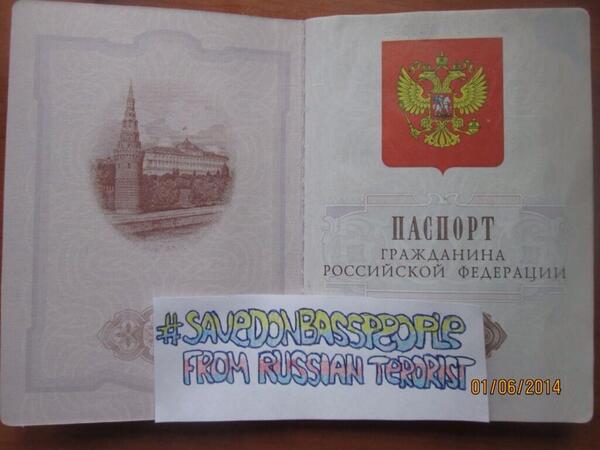 ПАСПОРТ
ГРАЖДАНИНА
РОССИЙСКОЙ ФЕДЕРАЦИИ
#SAVEDONBASSPEOPLE
FROM RUSSIAN TERORIST
01/06/2014